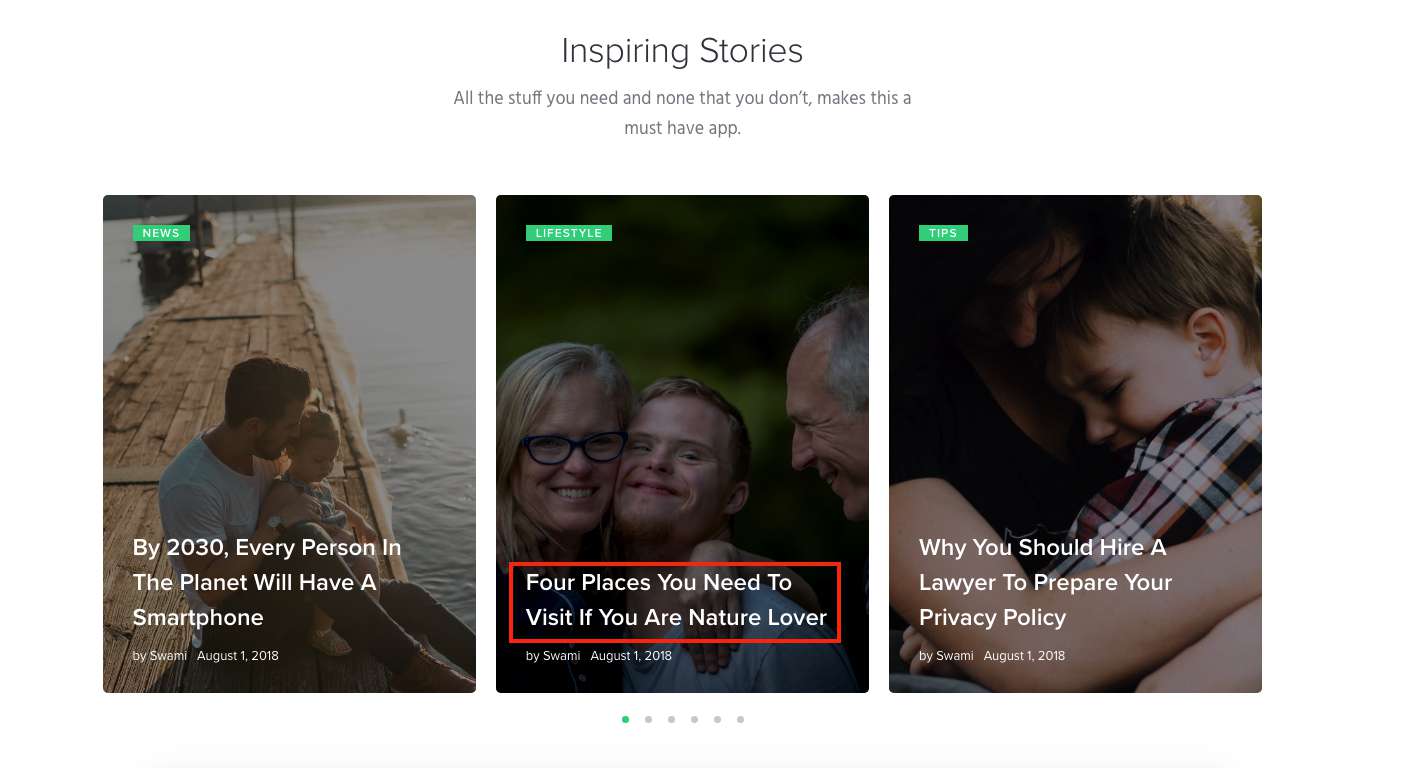 Inspiring Stories
All the stuff you need and none that you don’t, makes this a
must have app.
NEWS
By 2030, Every Person In
The Planet Will Have A
Smartphone
by Swami August 1, 2018
LIFESTYLE
Four Places You Need To
Visit If You Are Nature Lover
by Swami August 1, 2018
TIPS
Why You Should Hire A
Lawyer To Prepare Your
Privacy Policy
by Swami August 1, 2018